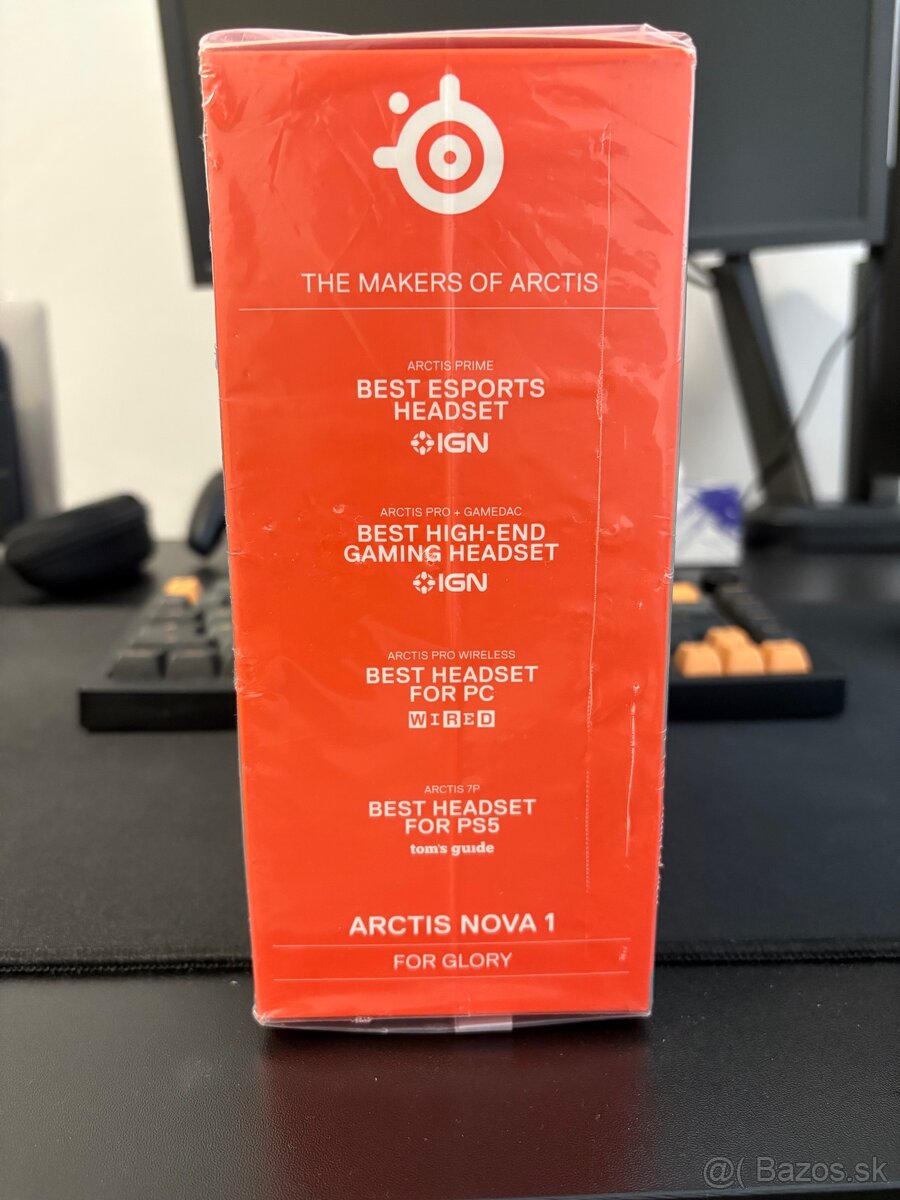 THE MAKERS OF ARCTIS
ARCTIS PRIME
BEST ESPORTS
HEADSET
IGN
ARCTIS PRO + GAMEDAC
BEST HIGH-END
GAMING HEADSET
IGN
ARCTIS PRO WIRELESS
BEST HEADSET
FOR PC
WIRED
ARCTIS 7P
BEST HEADSET
FOR PS5
tom's guide
ARCTIS NOVA 1
FOR GLORY
@( Bazos.sk